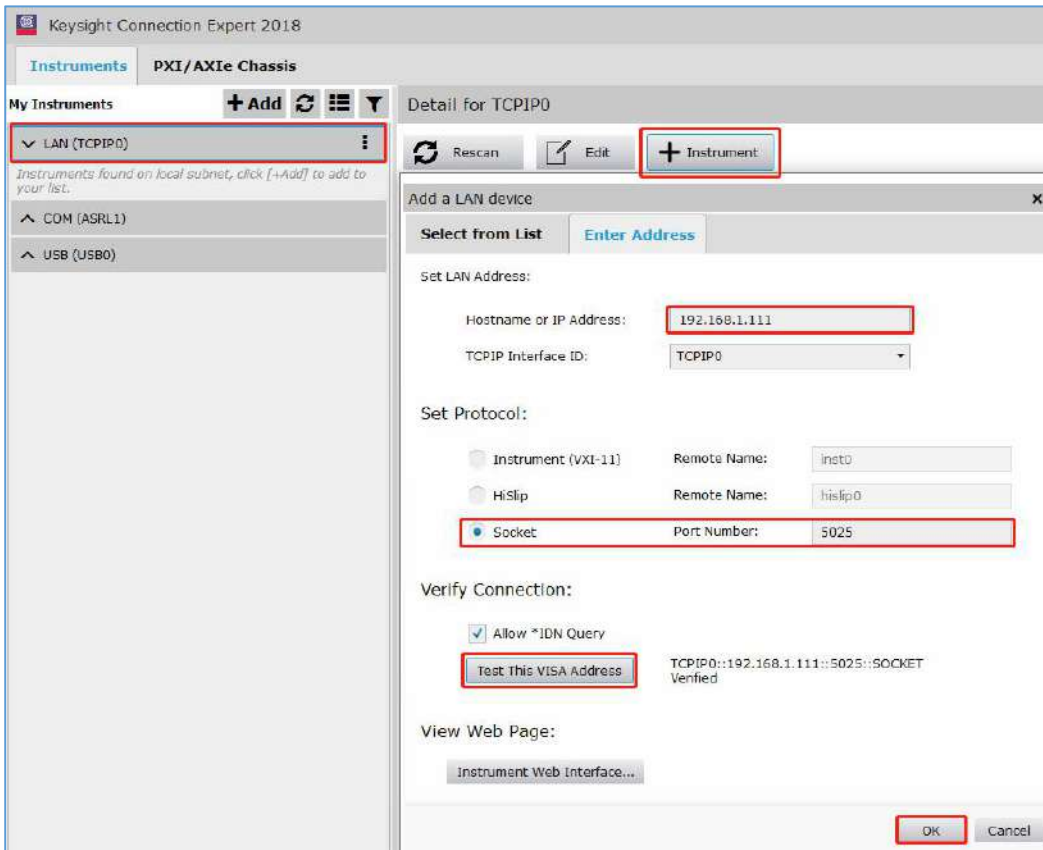 Keysight Connection Expert 2018
Instruments PXI/AXIe Chassis
My Instruments + Add
LAN (TCPIP0)
Instruments found on local subnet, click [+Add] to add to
your list.
COM (ASRL1)
USB (USB0)
Detail for TCPIP0
Rescan Edit + Instrument
Add a LAN device x
Select from List Enter Address
Set LAN Address:
Hostname or IP Address: 192.168.1.111
TCPIP Interface ID: TCPIP0
Set Protocol:
Instrument (VXI-11) Remote Name: inst0
HiSlip Remote Name: hislip0
Socket Port Number: 5025
Verify Connection:
Allow *IDN Query
Test This VISA Address TCPIP0::192.168.1.111::5025::SOCKET
Verified
View Web Page:
Instrument Web Interface...
OK Cancel